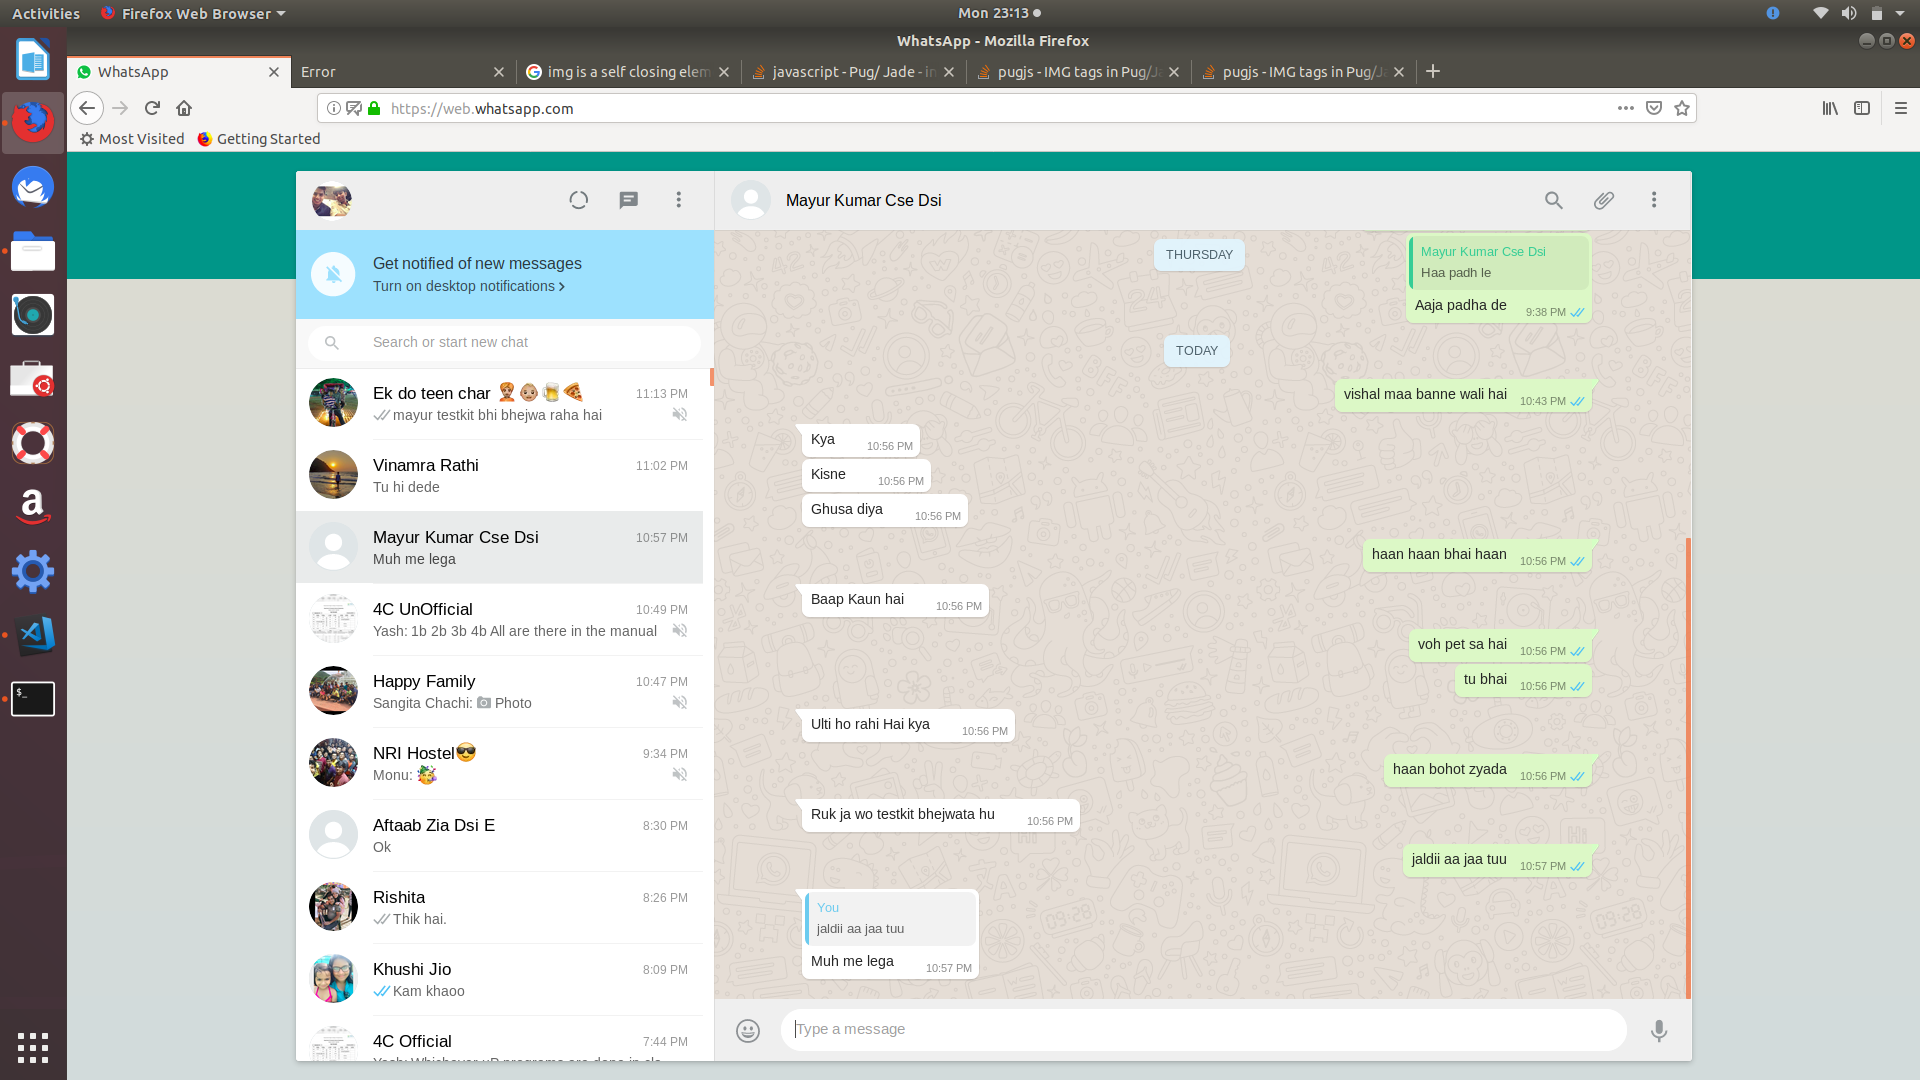 Activities
Firefox Web Browser
Mon 23:13
WhatsApp - Mozilla Firefox
WhatsApp
Error
img is a self closing elem
javascript - Pug/ Jade - in
pugjs - IMG tags in Pug/Ja
pugjs - IMG tags in Pug/Ja
https://web.whatsapp.com
Most Visited
Getting Started
Get notified of new messages
Turn on desktop notifications >
Search or start new chat
Ek do teen char
11:13 PM
mayur testkit bhi bhejwa raha hai
Vinamra Rathi
11:02 PM
Tu hi dede
Mayur Kumar Cse Dsi
10:57 PM
Muh me lega
4C UnOfficial
10:49 PM
Yash: 1b 2b 3b 4b All are there in the manual
Happy Family
10:47 PM
Sangita Chachi: Photo
NRI Hostel😎
9:34 PM
Monu: 🥳
Aftaab Zia Dsi E
8:30 PM
Ok
Rishita
8:26 PM
Thik hai.
Khushi Jio
8:09 PM
Kam khaoo
4C Official
7:44 PM
Mayur Kumar Cse Dsi
THURSDAY
Mayur Kumar Cse Dsi
Haa padh le
Aaja padha de
9:38 PM
TODAY
vishal maa banne wali hai
10:43 PM
Kya
10:56 PM
Kisne
10:56 PM
Ghusa diya
10:56 PM
haan haan bhai haan
10:56 PM
Baap Kaun hai
10:56 PM
voh pet sa hai
10:56 PM
tu bhai
10:56 PM
Ulti ho rahi Hai kya
10:56 PM
haan bohot zyada
10:56 PM
Ruk ja wo testkit bhejwata hu
10:56 PM
jaldii aa jaa tuu
10:57 PM
You
jaldii aa jaa tuu
Muh me lega
10:57 PM
Type a message